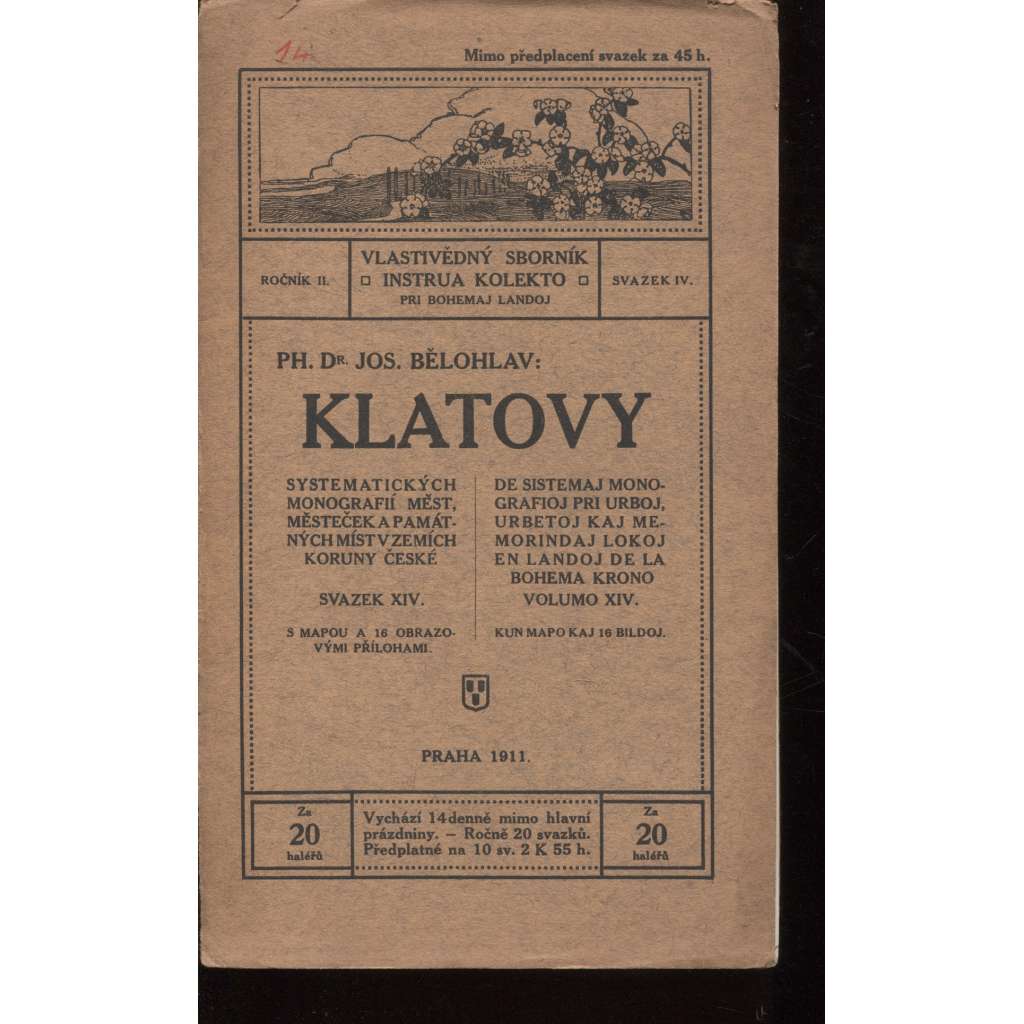 14.
Mimo předplacení svazek za 45 h.
ROČNÍK II.
VLASTIVĚDNÝ SBORNÍK
INSTRUA KOLEKTO
PRI BOHEMAJ LANDOJ
SVAZEK IV.
PH. DR. JOS. BĚLOHLAV:
KLATOVY
SYSTEMATICKÝCH
MONOGRAFIÍ MĚST,
MĚSTEČEK A PAMÁT-
NÝCH MÍST V ZEMÍCH
KORUNY ČESKÉ
SVAZEK XIV.
S MAPOU A 16 OBRAZO-
VÝMI PŘÍLOHAMI.
DE SISTEMAJ MONO-
GRAFIOJ PRI URBOJ,
URBETOJ KAJ ME-
MORINDAJ LOKOJ
EN LANDOJ DE LA
BOHEMA KRONO
VOLUMO XIV.
KUN MAPO KAJ 16 BILDOJ.
PRAHA 1911.
Za
20
haléřů
Vychází 14denně mimo hlavní
prázdniny. – Ročně 20 svazků.
Předplatné na 10 sv. 2 K 55 h.
Za
20
haléřů